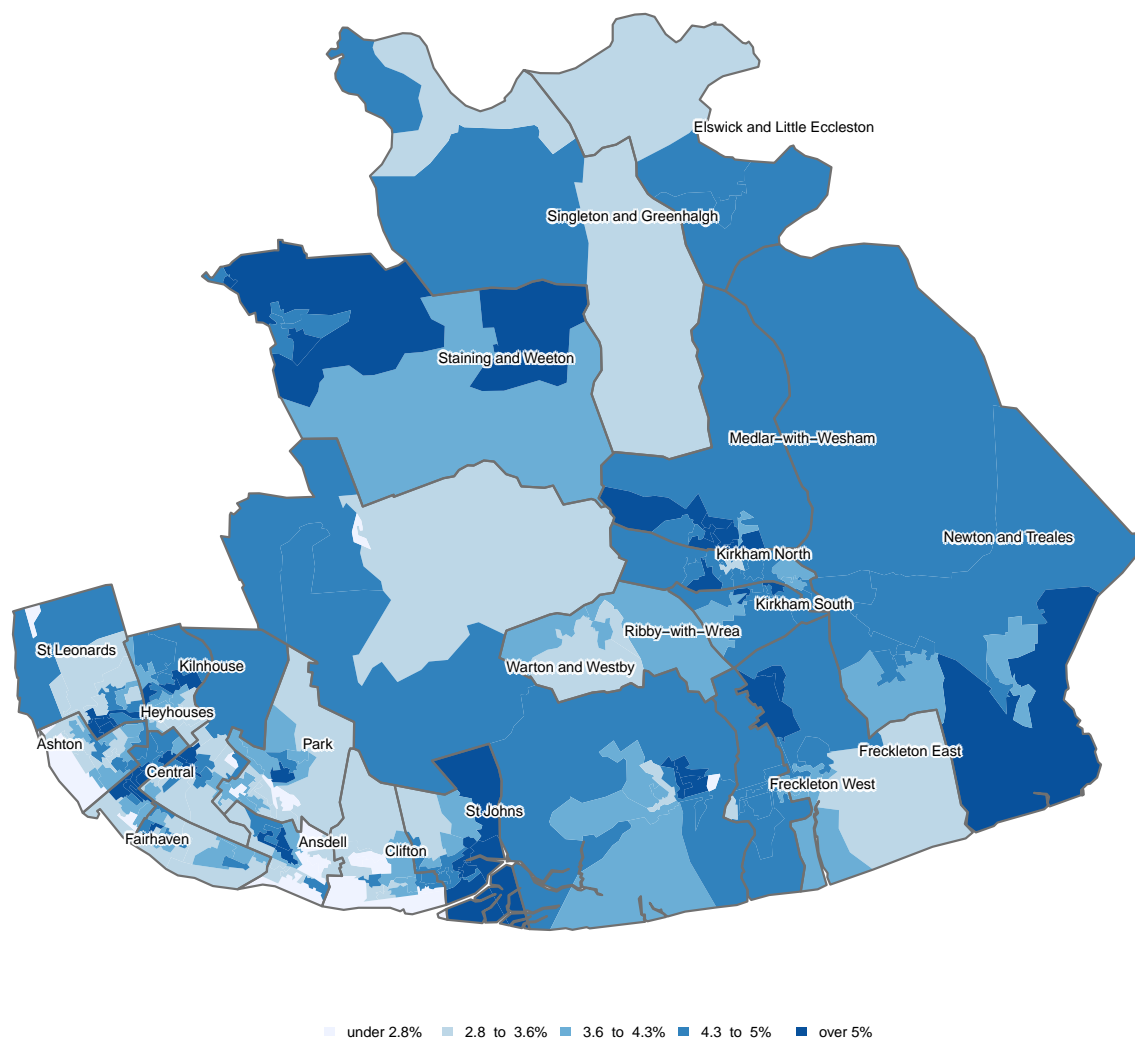 Elswick and Little Eccleston
Singleton and Greenhalgh
Staining and Weeton
Medlar−with−Wesham
Newton and Treales
Kirkham North
Kirkham South
Ribby−with−Wrea
St Leonards
Kilnhouse
Warton and Westby
Heyhouses
Ashton
Park
Freckleton East
Central
Freckleton West
St Johns
Fairhaven
Ansdell
Clifton
under 2.8% 2.8 to 3.6% 3.6 to 4.3% 4.3 to 5% over 5%